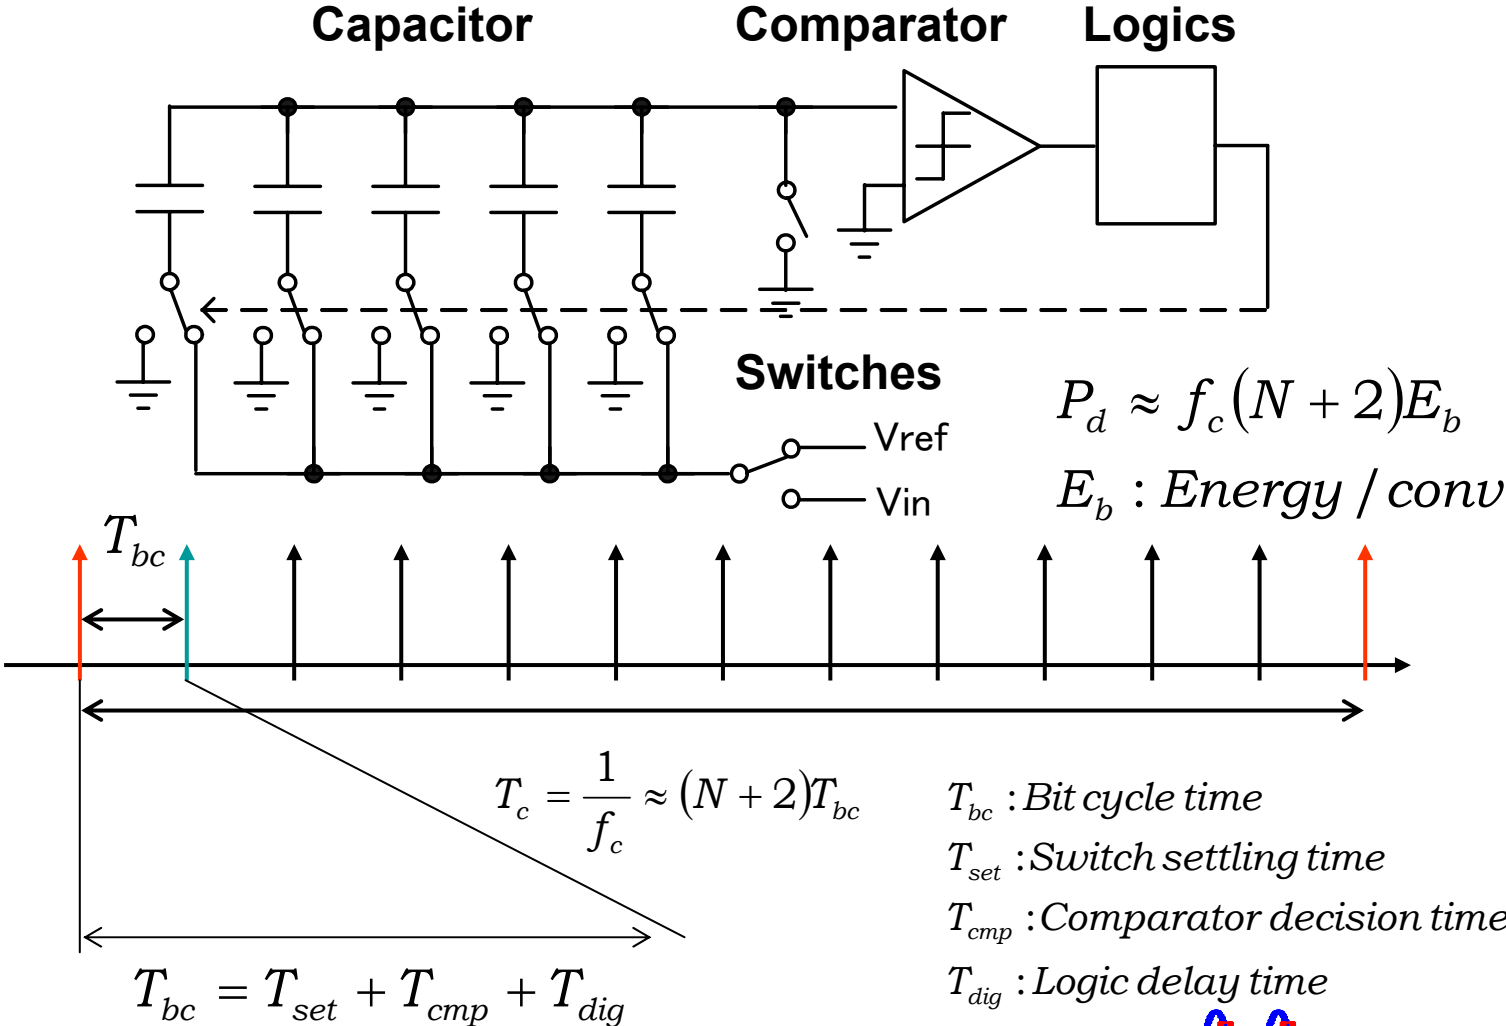 Capacitor Comparator Logics
Switches
Vref
Vin
P_d ≈ f_c(N + 2)E_b
E_b : Energy / conv
T_bc
T_c = 1/f_c ≈ (N + 2)T_bc
T_bc : Bit cycle time
T_set : Switch settling time
T_cmp : Comparator decision time
T_dig : Logic delay time
T_bc = T_set + T_cmp + T_dig